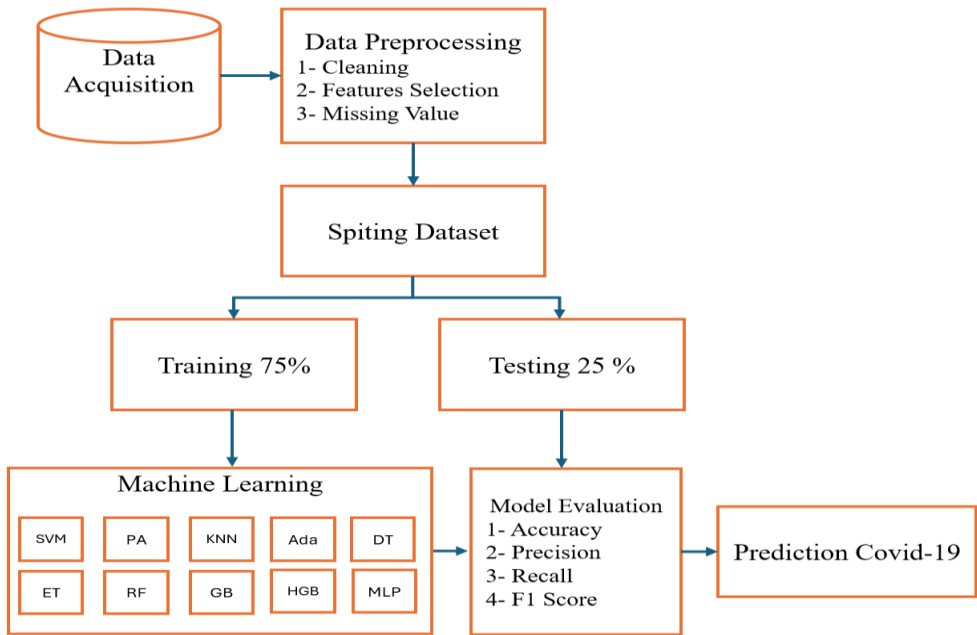 Data
Acquisition
Data Preprocessing
1- Cleaning
2- Features Selection
3- Missing Value
Spiting Dataset
Training 75%
Testing 25 %
Machine Learning
SVM
PA
KNN
Ada
DT
ET
RF
GB
HGB
MLP
Model Evaluation
1- Accuracy
2- Precision
3- Recall
4- F1 Score
Prediction Covid-19